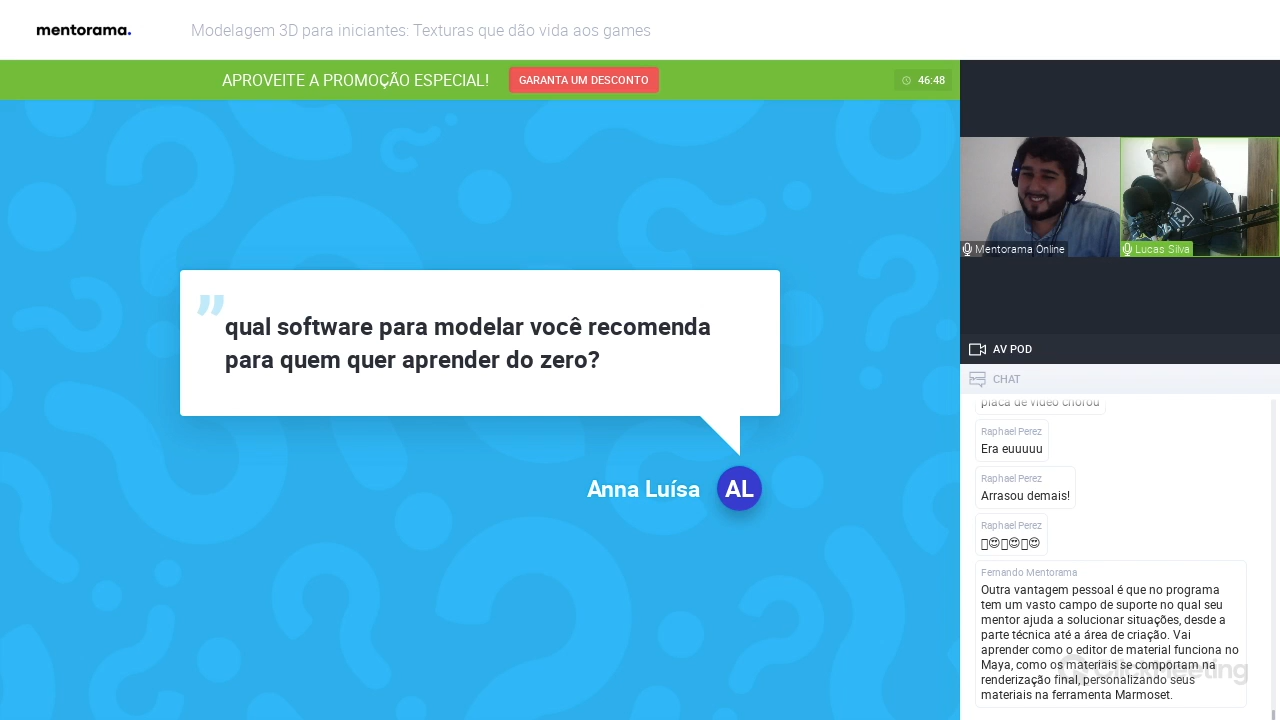 mentorama.
Modelagem 3D para iniciantes: Texturas que dão vida aos games
APROVEITE A PROMOÇÃO ESPECIAL!
GARANTA UM DESCONTO
46:48
qual software para modelar você recomenda
para quem quer aprender do zero?
Anna Luísa
AL
Mentorama Online
Lucas Silva
AV POD
CHAT
placa de vídeo chorou
Raphael Perez
Era euuuuu
Raphael Perez
Arrasou demais!
Raphael Perez
Fernando Mentorama
Outra vantagem pessoal é que no programa
tem um vasto campo de suporte no qual seu
mentor ajuda a solucionar situações, desde a
parte técnica até a área de criação. Vai
aprender como o editor de material funciona no
Maya, como os materiais se comportam na
renderização final, personalizando seus
materiais na ferramenta Marmoset.
ClickMeeting